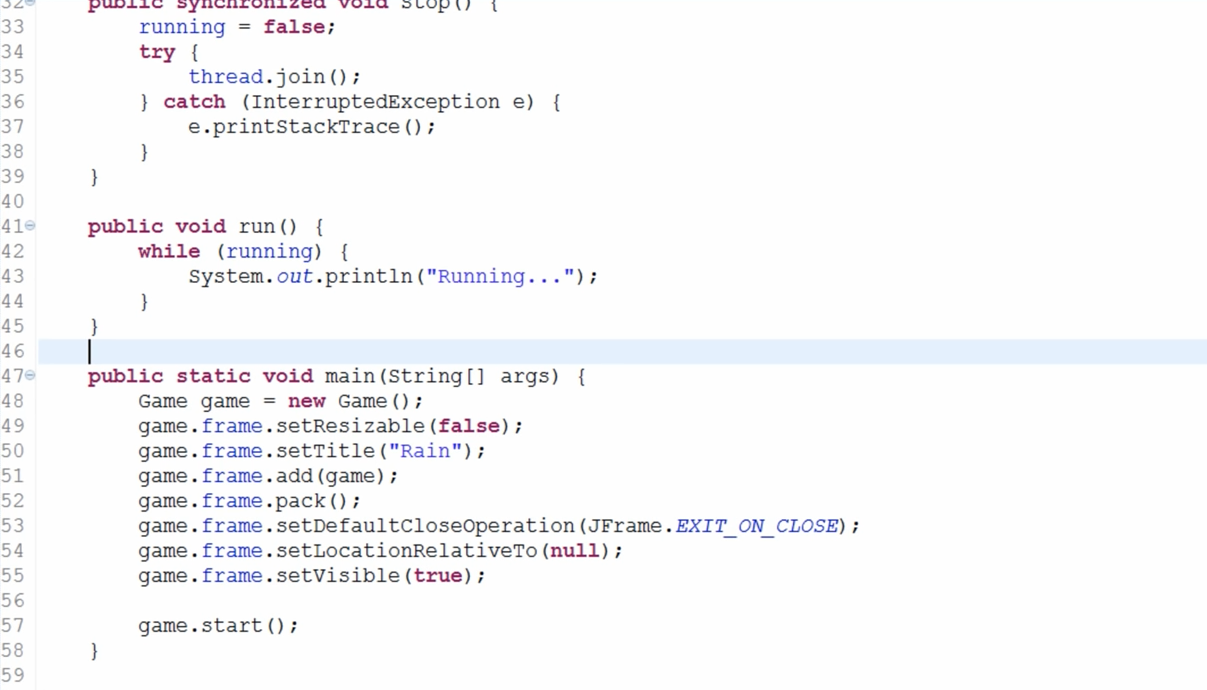 32 public synchronized void stop() {
33 running = false;
34 try {
35 thread.join();
36 } catch (InterruptedException e) {
37 e.printStackTrace();
38 }
39 }
40
41 public void run() {
42 while (running) {
43 System.out.println("Running...");
44 }
45 }
46
47 public static void main(String[] args) {
48 Game game = new Game();
49 game.frame.setResizable(false);
50 game.frame.setTitle("Rain");
51 game.frame.add(game);
52 game.frame.pack();
53 game.frame.setDefaultCloseOperation(JFrame.EXIT_ON_CLOSE);
54 game.frame.setLocationRelativeTo(null);
55 game.frame.setVisible(true);
56
57 game.start();
58 }
59